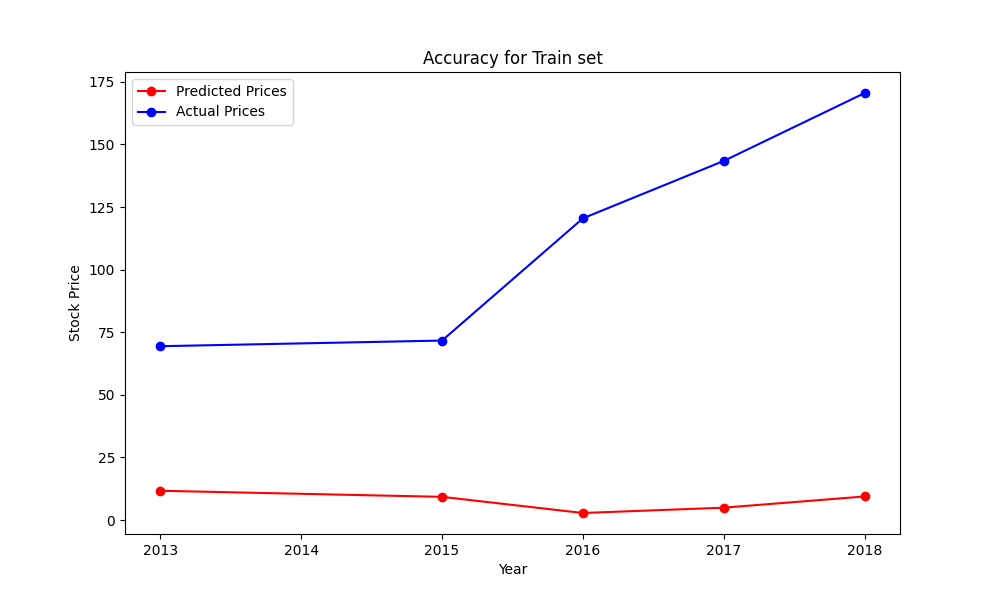 Accuracy for Train set
Predicted Prices
Actual Prices
175
150
125
100
75
50
25
0
Stock Price
2013 2014 2015 2016 2017 2018
Year